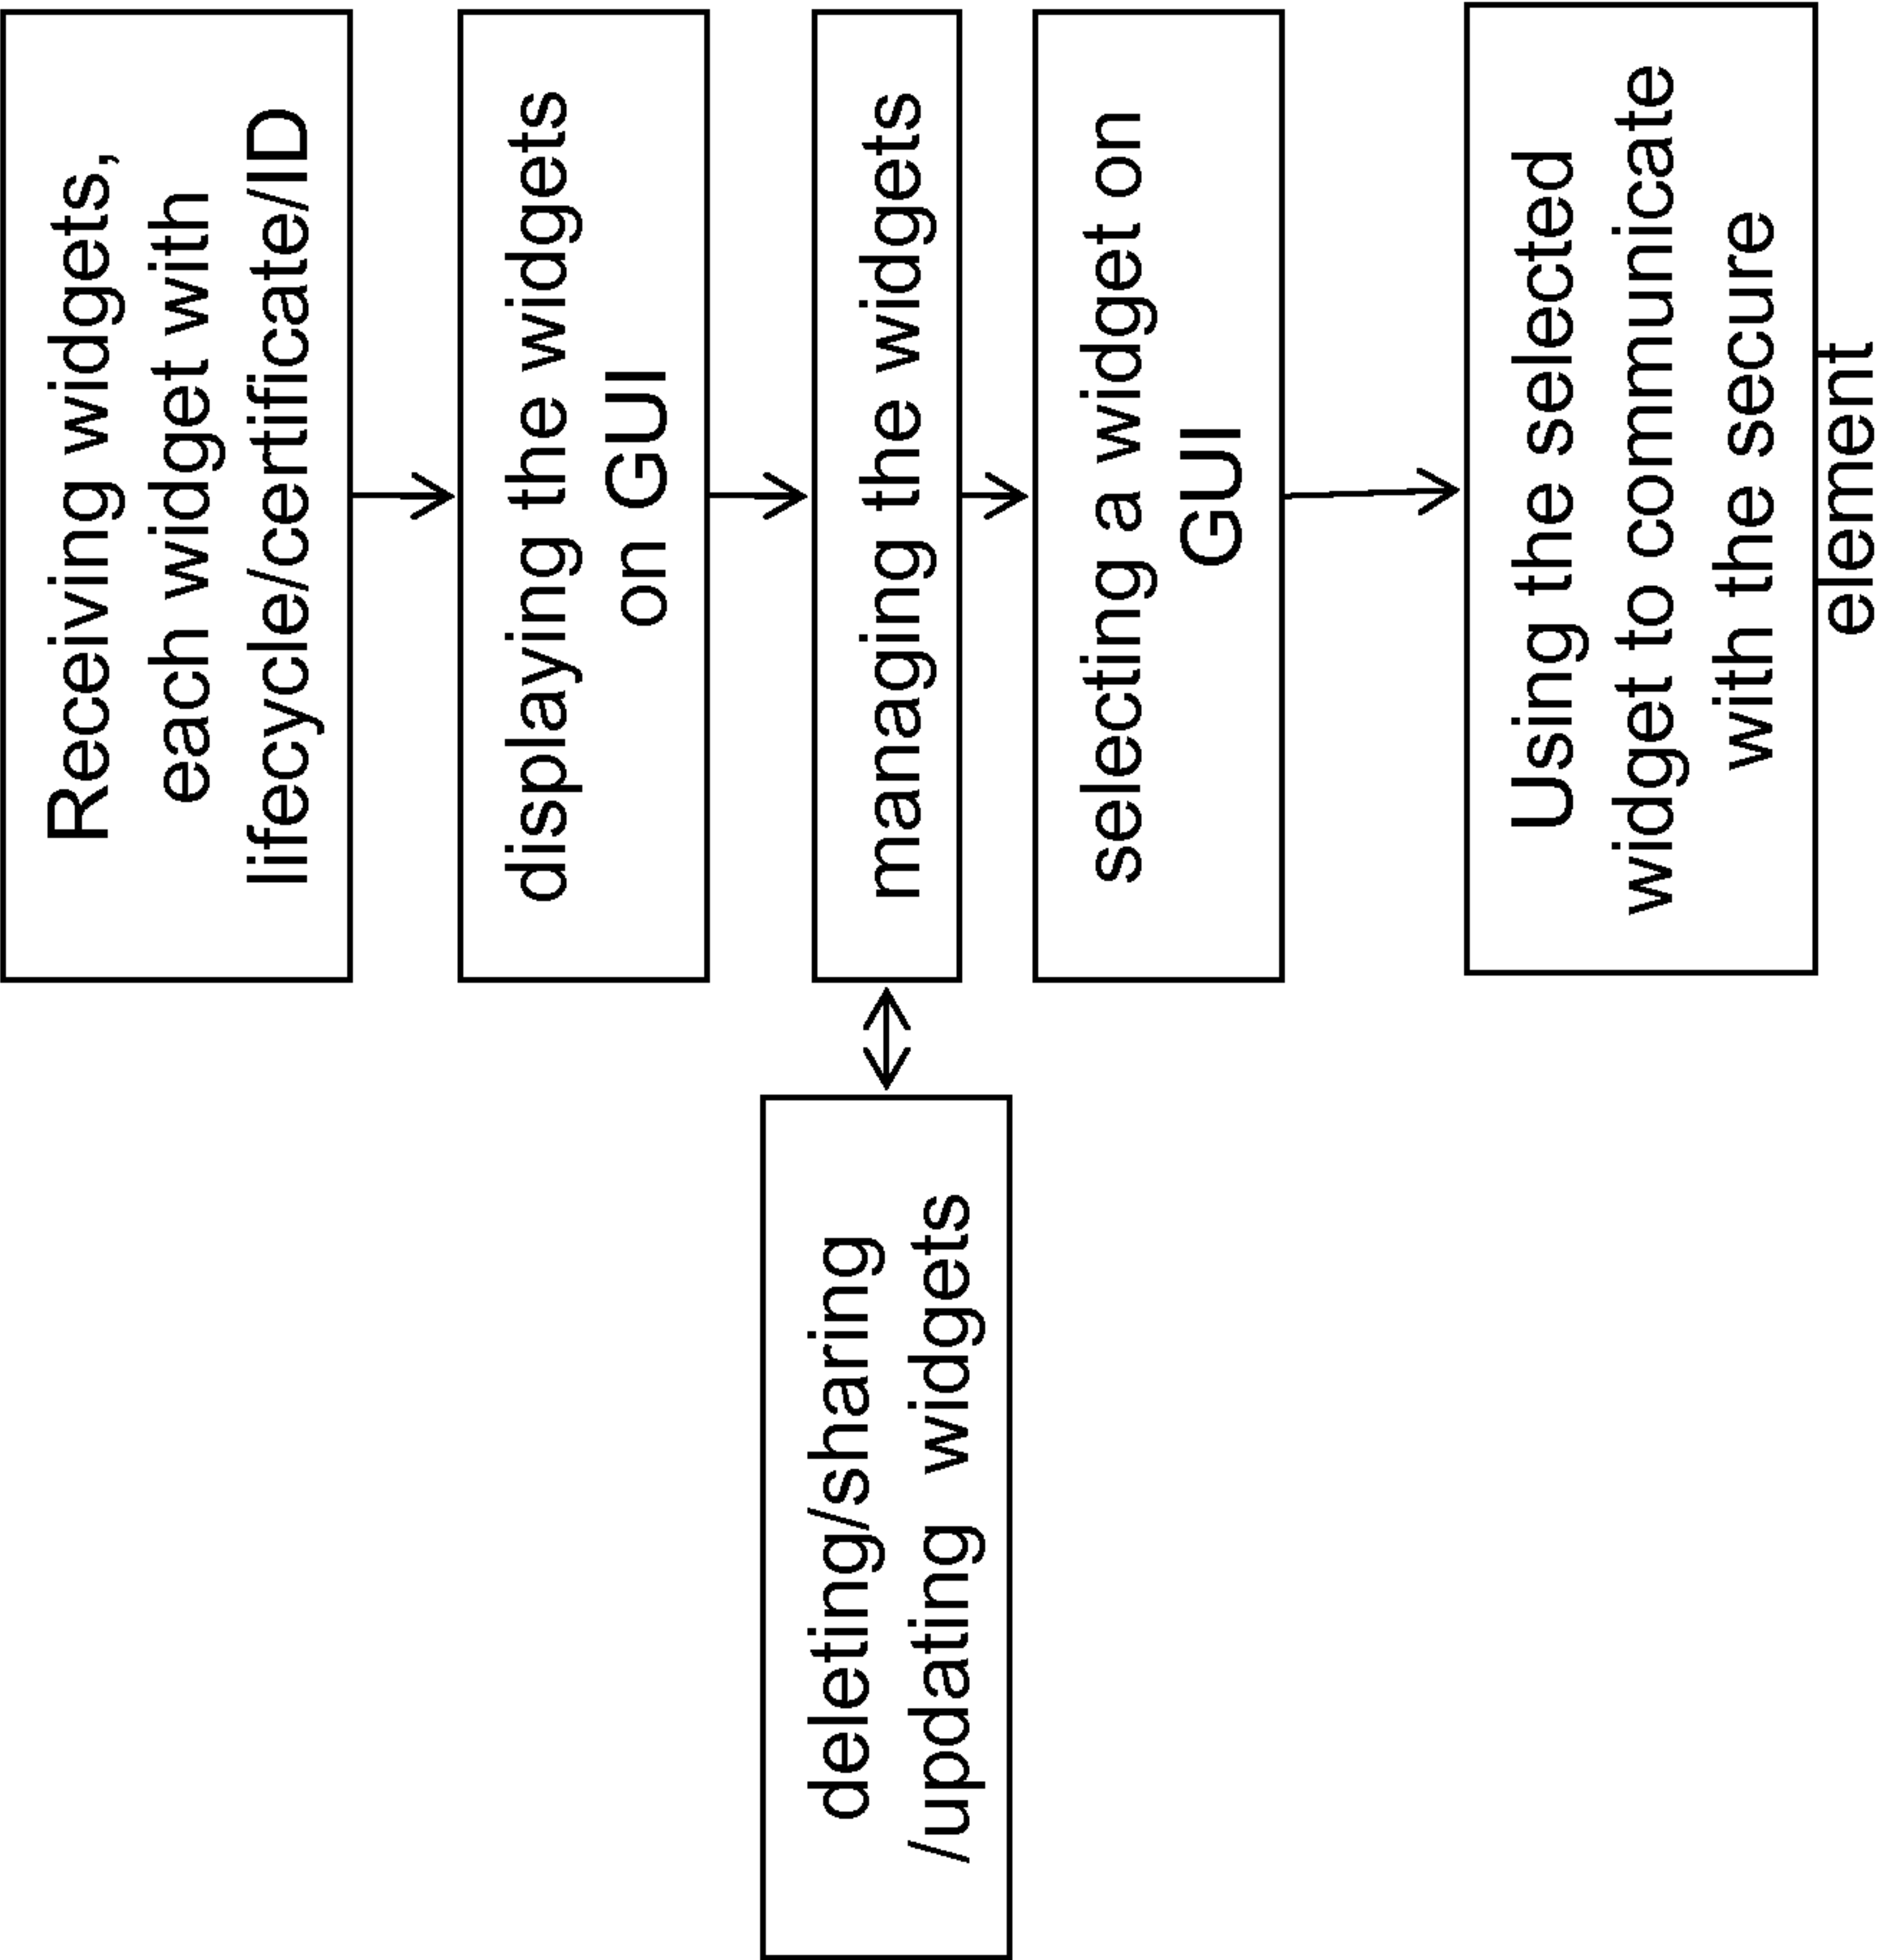 Receiving widgets,
each widget with
lifecycle/certificate/ID
displaying the widgets
on GUI
managing the widgets
deleting/sharing
/updating widgets
selecting a widget on
GUI
Using the selected
widget to communicate
with the secure
element